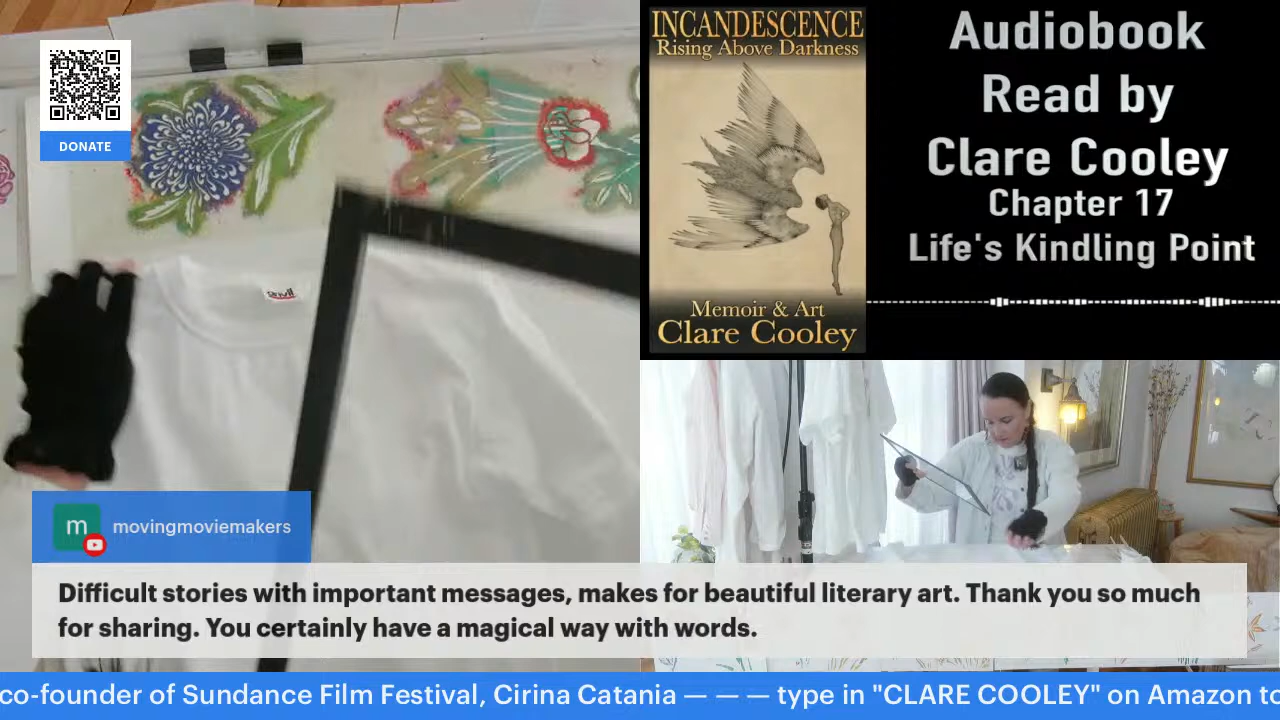 DONATE
anvil
INCANDESCENCE
Rising Above Darkness
Memoir & Art
Clare Cooley
Audiobook
Read by
Clare Cooley
Chapter 17
Life's Kindling Point
m
movingmoviemakers
Difficult stories with important messages, makes for beautiful literary art. Thank you so much
for sharing. You certainly have a magical way with words.
co-founder of Sundance Film Festival, Cirina Catania — — — type in "CLARE COOLEY" on Amazon to